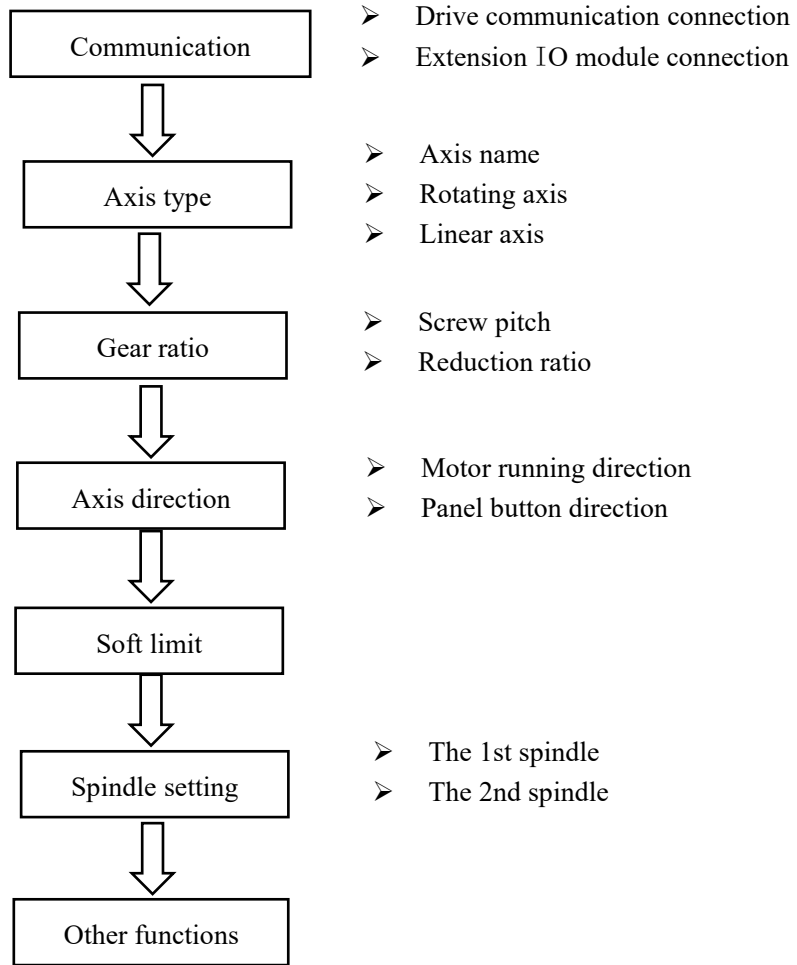 Communication
➢ Drive communication connection
➢ Extension IO module connection
Axis type
➢ Axis name
➢ Rotating axis
➢ Linear axis
Gear ratio
➢ Screw pitch
➢ Reduction ratio
Axis direction
➢ Motor running direction
➢ Panel button direction
Soft limit
Spindle setting
➢ The 1st spindle
➢ The 2nd spindle
Other functions